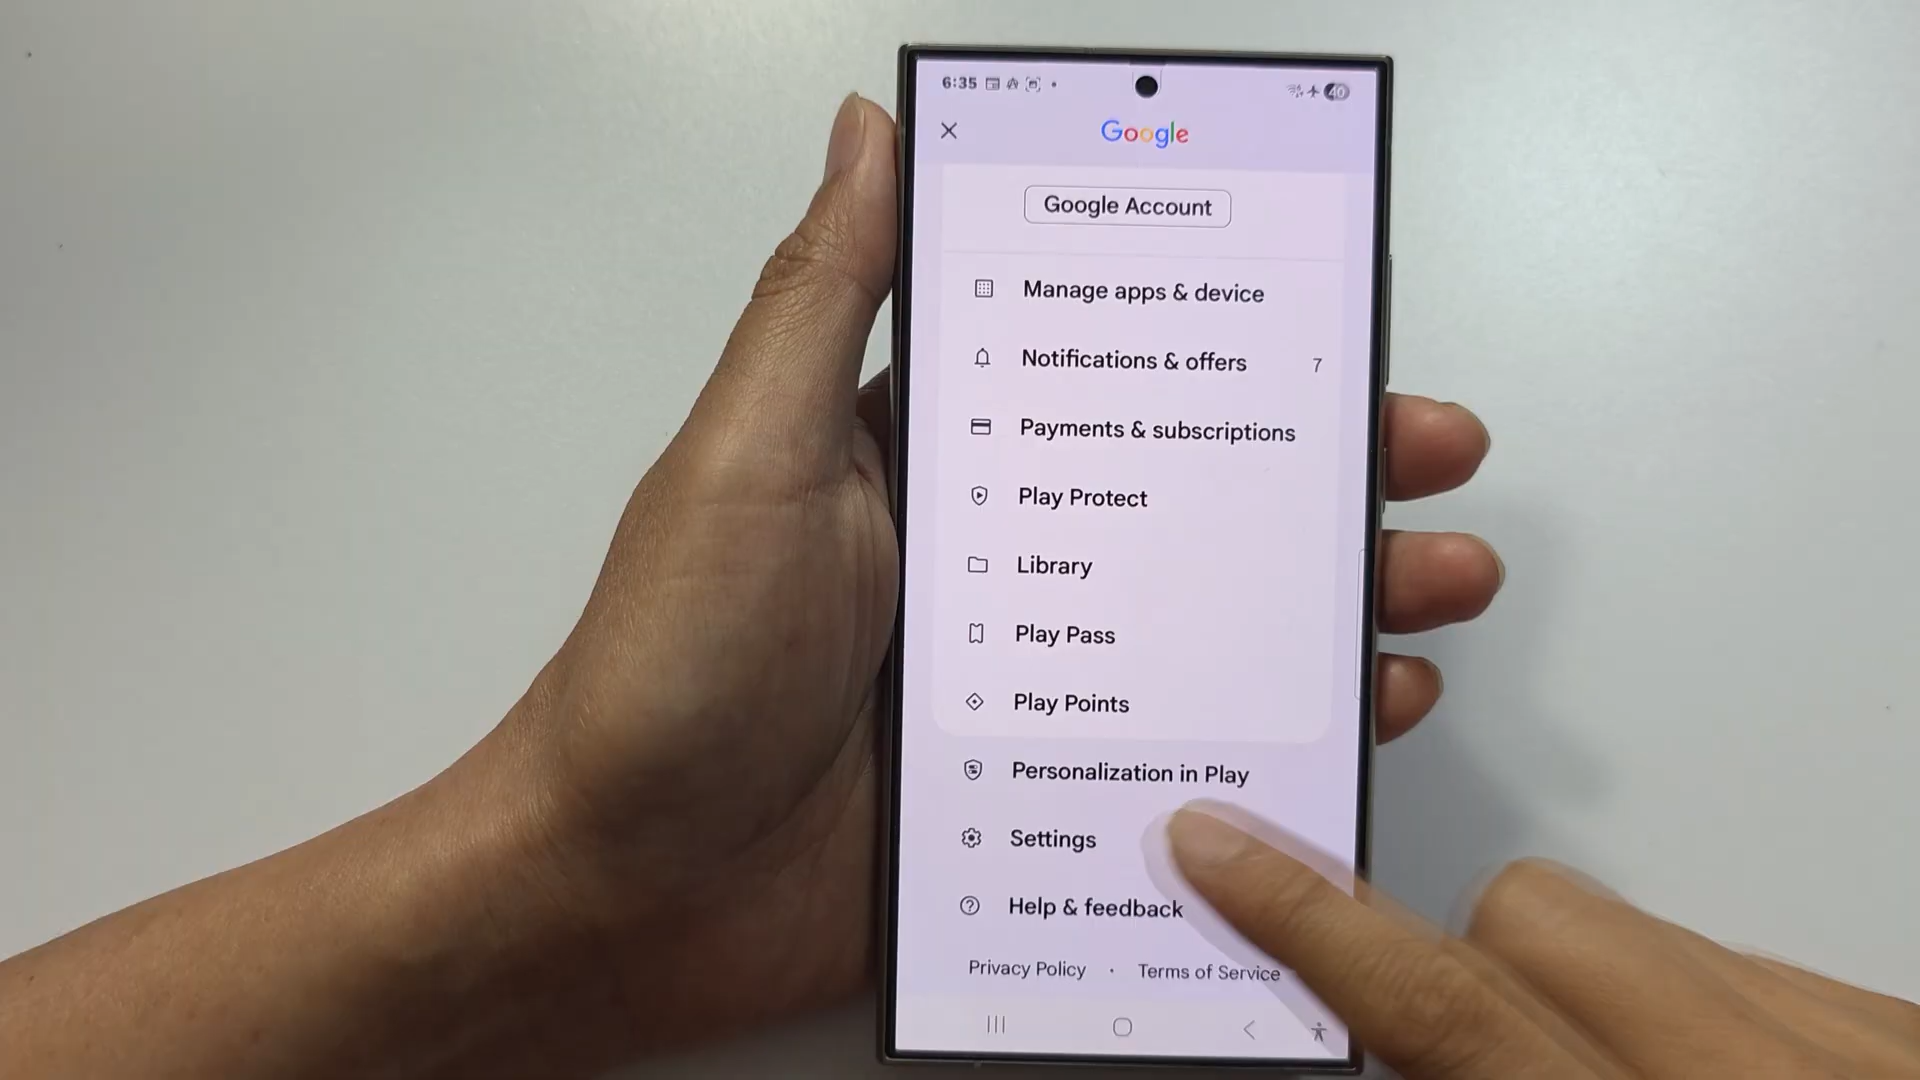 6:35
40
Google
Google Account
Manage apps & device
Notifications & offers 7
Payments & subscriptions
Play Protect
Library
Play Pass
Play Points
Personalization in Play
Settings
Help & feedback
Privacy Policy · Terms of Service